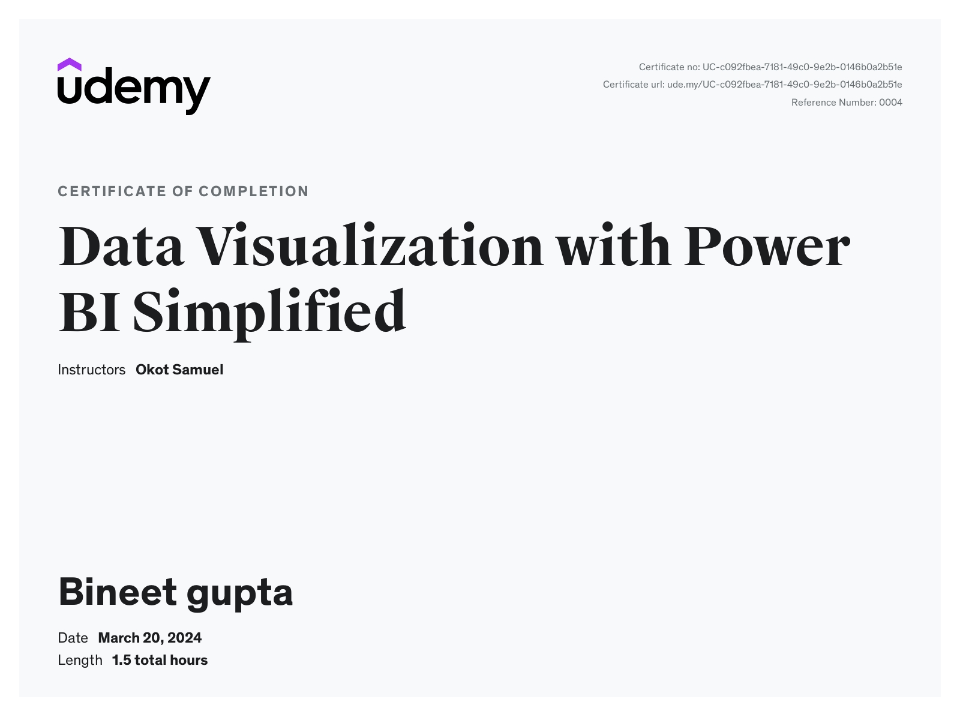 udemy
Certificate no: UC-c092fbea-7181-49c0-9e2b-0146b0a2b51e
Certificate url: ude.my/UC-c092fbea-7181-49c0-9e2b-0146b0a2b51e
Reference Number: 0004
CERTIFICATE OF COMPLETION
Data Visualization with Power
BI Simplified
Instructors Okot Samuel
Bineet gupta
Date March 20, 2024
Length 1.5 total hours